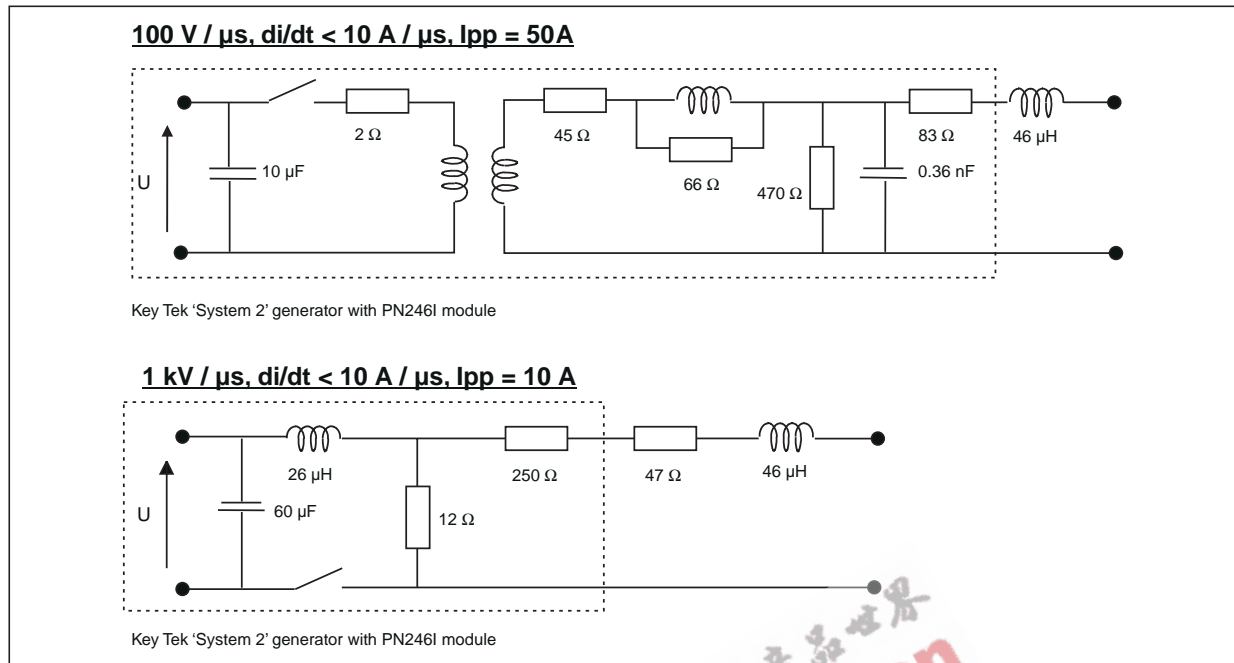 100 V / µs, di/dt < 10 A / µs, Ipp = 50A
2 Ω
45 Ω
83 Ω
46 µH
U
10 µF
66 Ω
470 Ω
0.36 nF
Key Tek ‘System 2’ generator with PN246I module
1 kV / µs, di/dt < 10 A / µs, Ipp = 10 A
26 µH
250 Ω
47 Ω
46 µH
U
60 µF
12 Ω
Key Tek ‘System 2’ generator with PN246I module